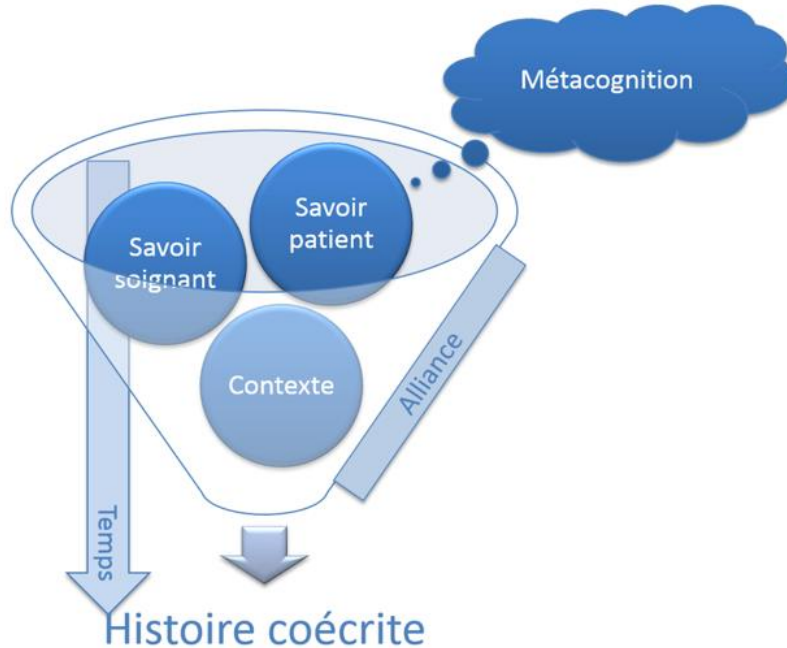 Métacognition
Savoir
patient
Savoir
soignant
Contexte
Alliance
Temps
Histoire coécrite